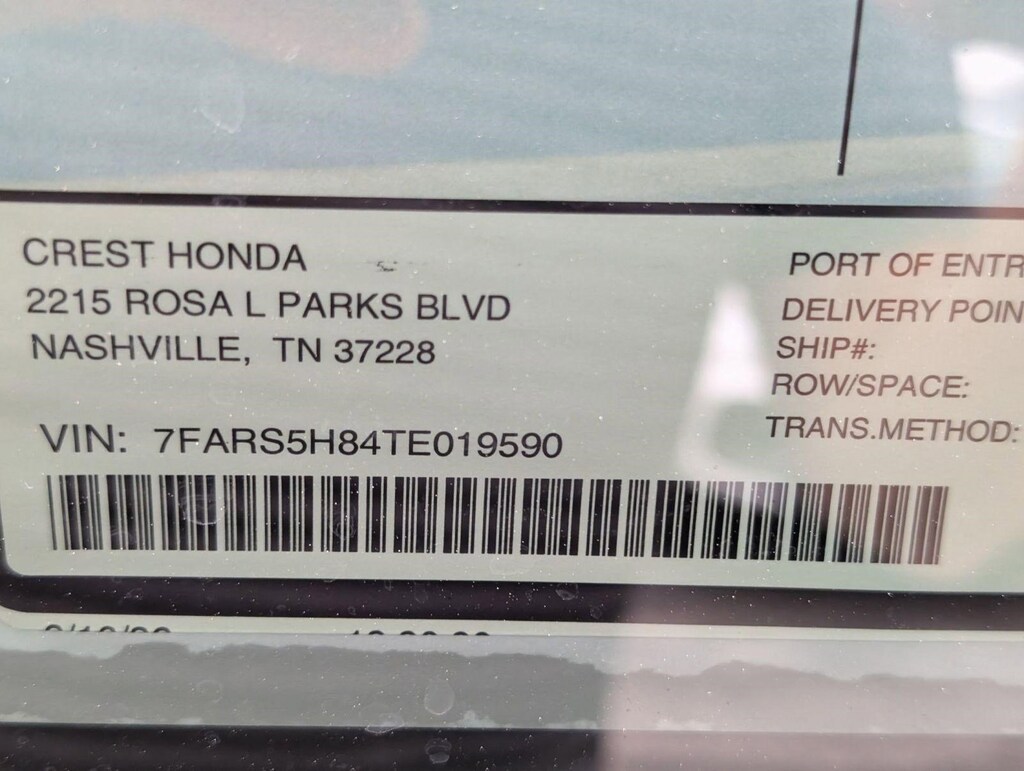 CREST HONDA
2215 ROSA L PARKS BLVD
NASHVILLE, TN 37228
VIN: 7FARS5H84TE019590
PORT OF ENTR
DELIVERY POIN
SHIP#:
ROW/SPACE:
TRANS.METHOD: